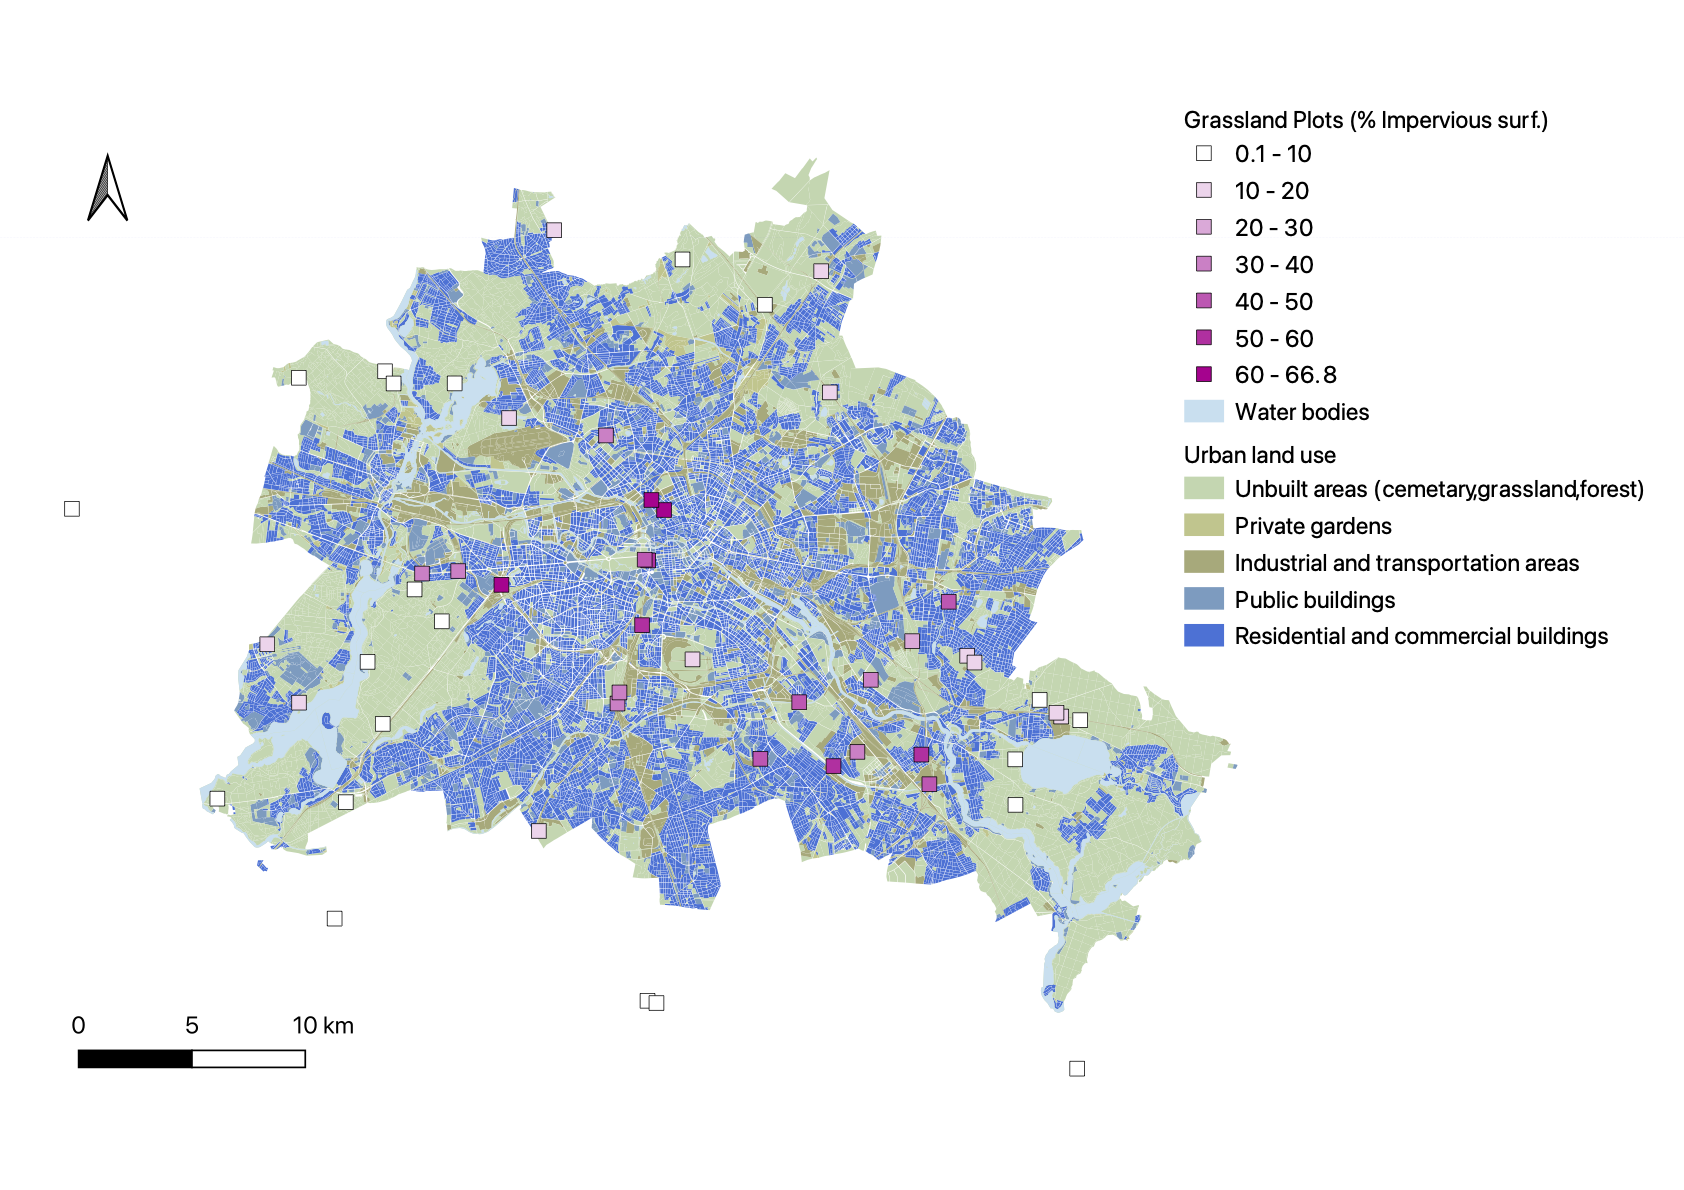 Grassland Plots (% Impervious surf.)
0.1 - 10
10 - 20
20 - 30
30 - 40
40 - 50
50 - 60
60 - 66.8
Water bodies
Urban land use
Unbuilt areas (cemetary,grassland,forest)
Private gardens
Industrial and transportation areas
Public buildings
Residential and commercial buildings
0 5 10 km